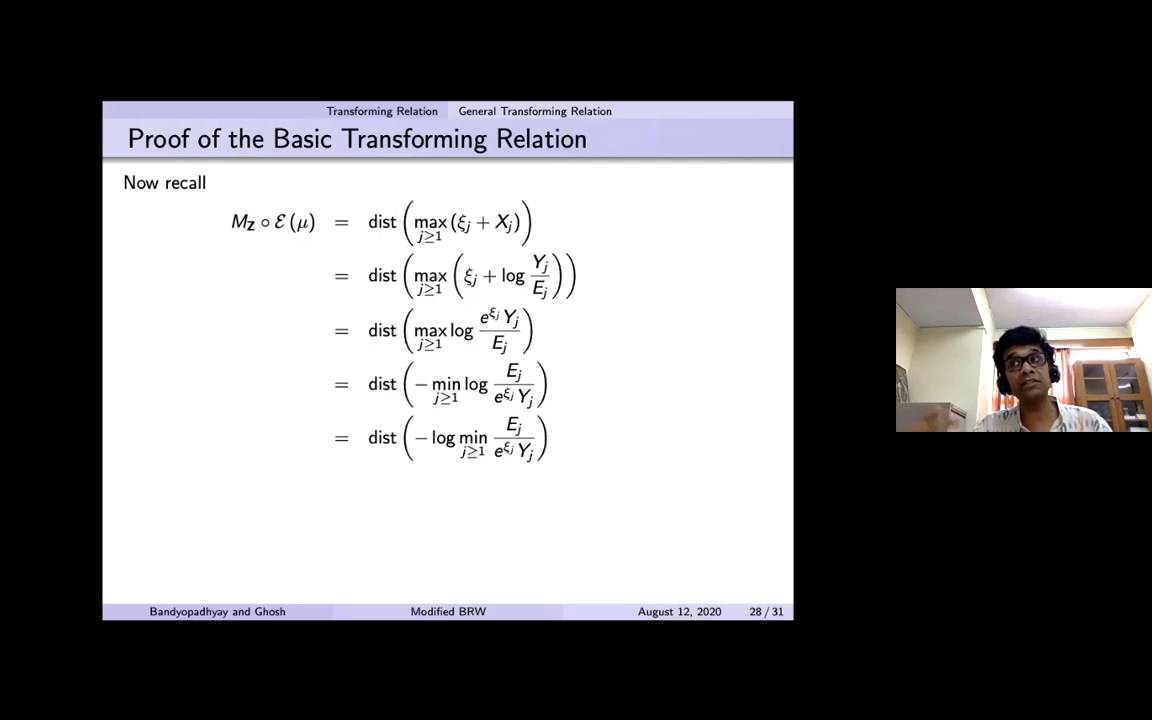 Transforming Relation General Transforming Relation
Proof of the Basic Transforming Relation
Now recall
M_Z ∘ ℰ(μ) = dist( max_{j≥1} (ξ_j + X_j) )
= dist( max_{j≥1} ( ξ_j + log Y_j/E_j ) )
= dist( max_{j≥1} log e^{ξ_j} Y_j / E_j )
= dist( − min_{j≥1} log E_j / e^{ξ_j} Y_j )
= dist( − log min_{j≥1} E_j / e^{ξ_j} Y_j )
Bandyopadhyay and Ghosh Modified BRW August 12, 2020 28 / 31